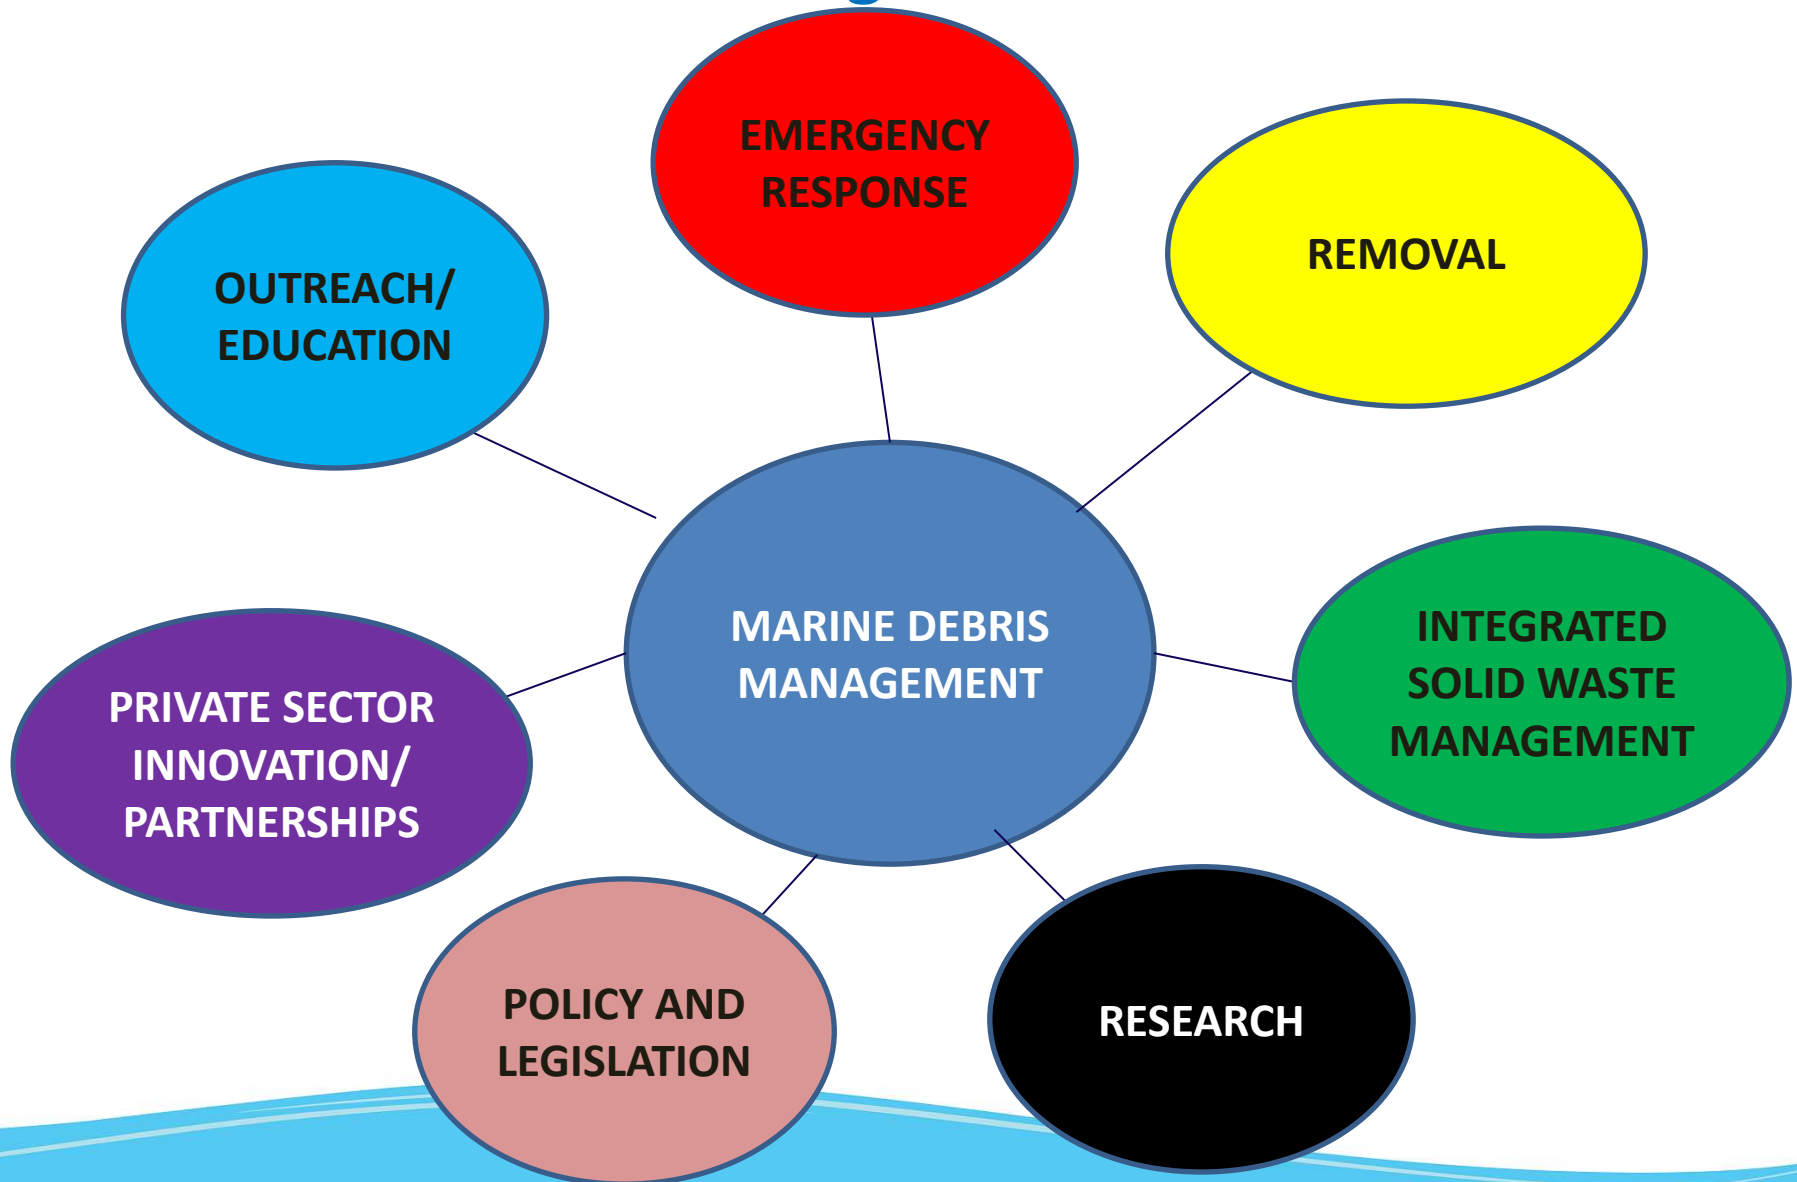 EMERGENCY
RESPONSE
REMOVAL
OUTREACH/
EDUCATION
MARINE DEBRIS
MANAGEMENT
INTEGRATED
SOLID WASTE
MANAGEMENT
PRIVATE SECTOR
INNOVATION/
PARTNERSHIPS
POLICY AND
LEGISLATION
RESEARCH